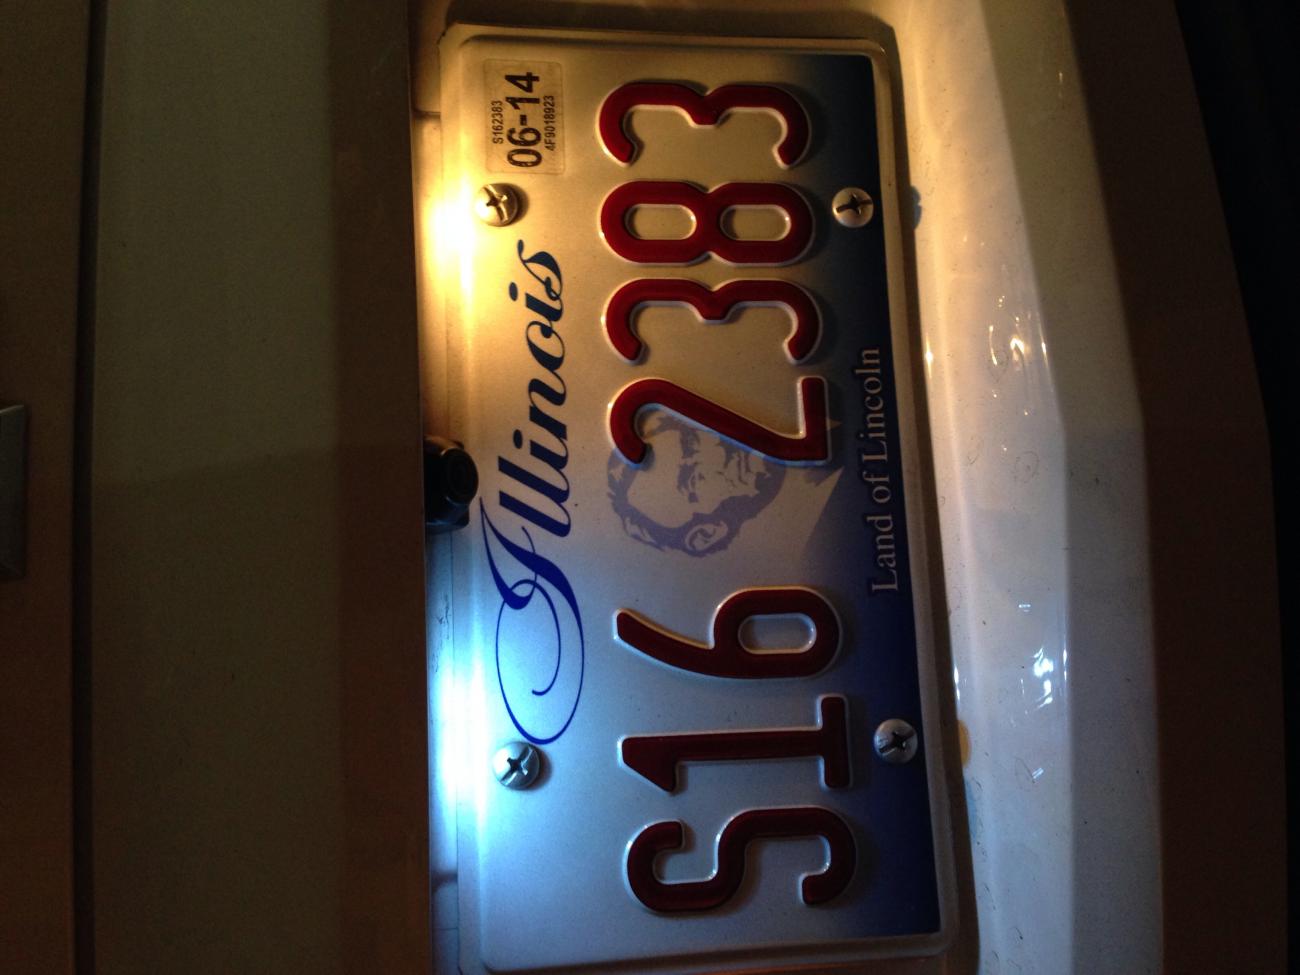 Illinois
S162383
06-14
4F9018923
S16 2383
Land of Lincoln